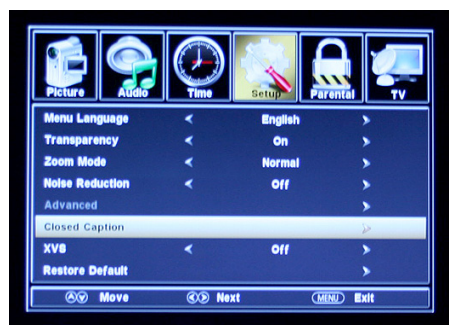 Picture Audio Time Setup Parental TV
Menu Language English
Transparency On
Zoom Mode Normal
Noise Reduction Off
Advanced
Closed Caption
XVS Off
Restore Default
Move Next MENU Exit